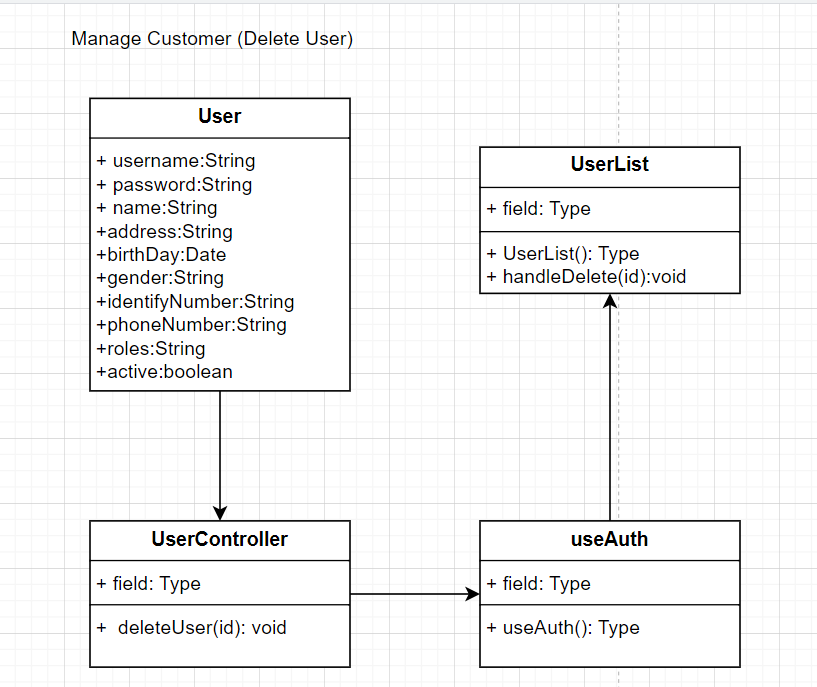 Manage Customer (Delete User)
User
+ username:String
+ password:String
+ name:String
+address:String
+birthDay:Date
+gender:String
+identifyNumber:String
+phoneNumber:String
+roles:String
+active:boolean
UserList
+ field: Type
+ UserList(): Type
+ handleDelete(id):void
UserController
+ field: Type
+ deleteUser(id): void
useAuth
+ field: Type
+ useAuth(): Type